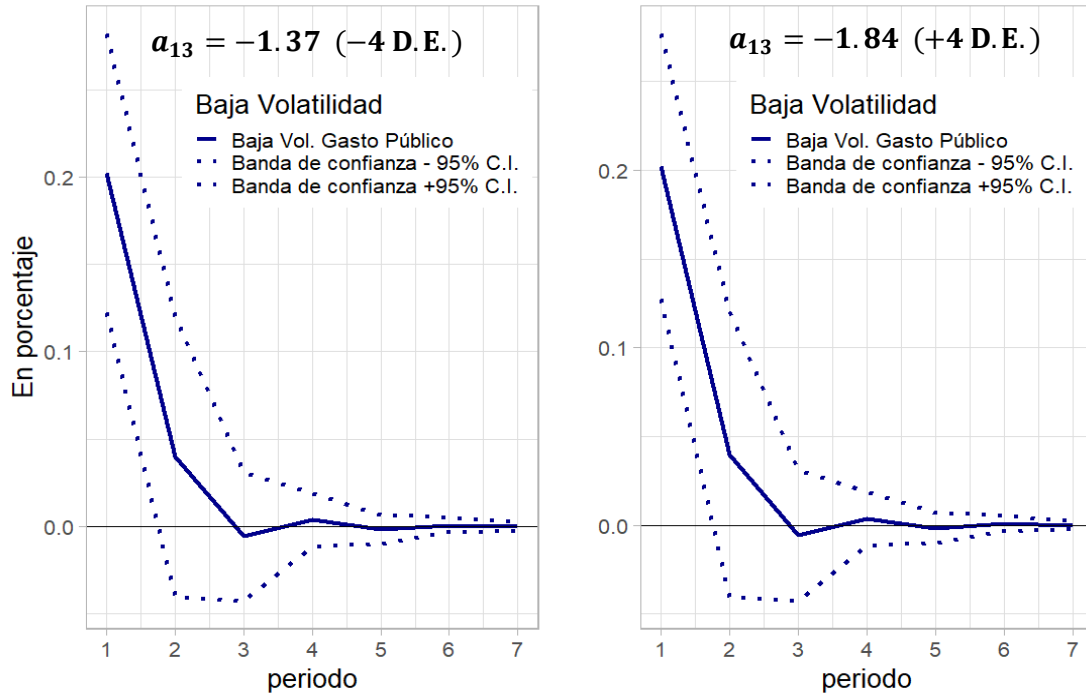 a₁₃ = −1.37 (−4 D.E.)
Baja Volatilidad
Baja Vol. Gasto Público
Banda de confianza - 95% C.I.
Banda de confianza +95% C.I.
En porcentaje
0.2
0.1
0.0
1 2 3 4 5 6 7
periodo
a₁₃ = −1.84 (+4 D.E.)
Baja Volatilidad
Baja Vol. Gasto Público
Banda de confianza - 95% C.I.
Banda de confianza +95% C.I.
0.2
0.1
0.0
1 2 3 4 5 6 7
periodo